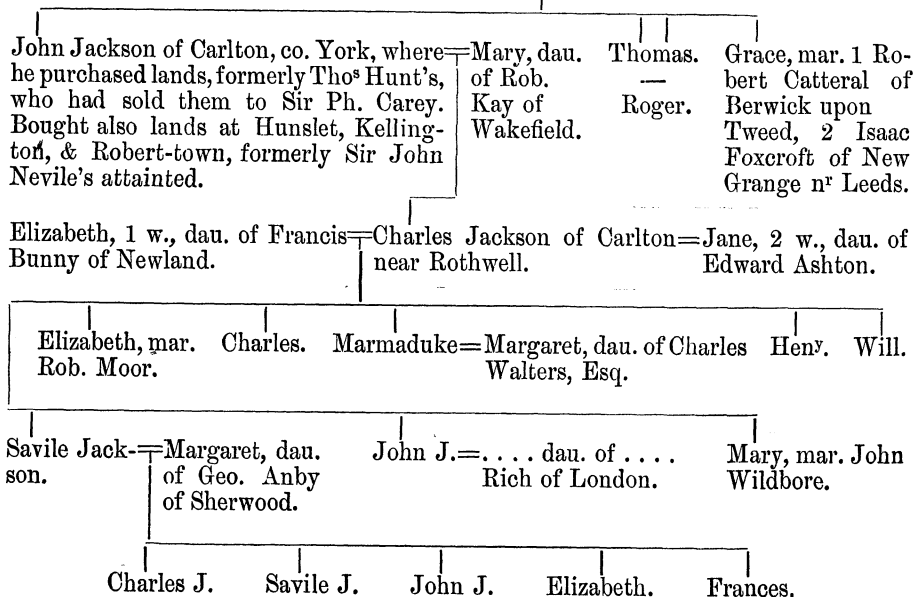 John Jackson of Carlton, co. York, where
he purchased lands, formerly Thoˢ Hunt's,
who had sold them to Sir Ph. Carey.
Bought also lands at Hunslet, Kelling-
ton, & Robert-town, formerly Sir John
Nevile's attainted.
=Mary, dau.
of Rob.
Kay of
Wakefield.
Thomas.
—
Roger.
Grace, mar. 1 Ro-
bert Catteral of
Berwick upon
Tweed, 2 Isaac
Foxcroft of New
Grange nʳ Leeds.
Elizabeth, 1 w., dau. of Francis
Bunny of Newland.
=Charles Jackson of Carlton=
near Rothwell.
Jane, 2 w., dau. of
Edward Ashton.
Elizabeth, mar.
Rob. Moor.
Charles.
Marmaduke=
Margaret, dau. of Charles
Walters, Esq.
Henʸ.
Will.
Savile Jack-
son.
=Margaret, dau.
of Geo. Anby
of Sherwood.
John J.=
. . . . dau. of . . . .
Rich of London.
Mary, mar. John
Wildbore.
Charles J.
Savile J.
John J.
Elizabeth.
Frances.